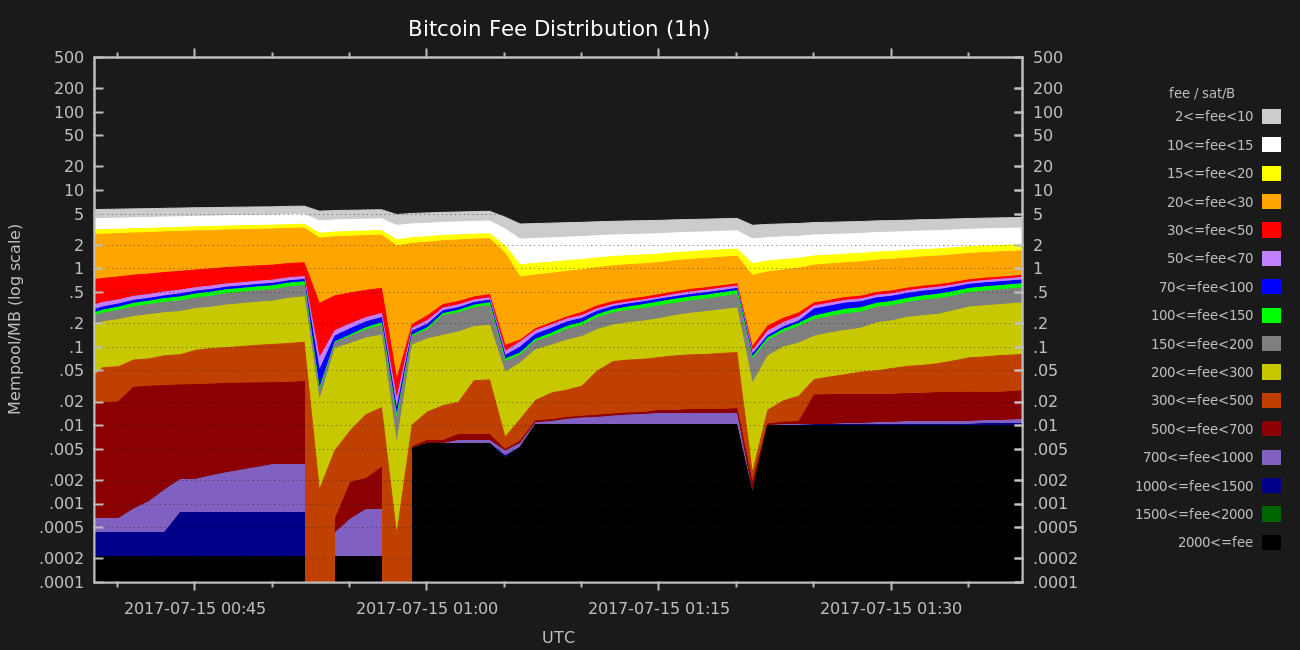 Bitcoin Fee Distribution (1h)
500 500
200 200
100 100
50 50
20 20
10 10
5 5
2 2
1 1
.5 .5
.2 .2
.1 .1
.05 .05
.02 .02
.01 .01
.005 .005
.002 .002
.001 .001
.0005 .0005
.0002 .0002
.0001 .0001
Mempool/MB (log scale)
2017-07-15 00:45 2017-07-15 01:00 2017-07-15 01:15 2017-07-15 01:30
UTC
fee / sat/B
2<=fee<10
10<=fee<15
15<=fee<20
20<=fee<30
30<=fee<50
50<=fee<70
70<=fee<100
100<=fee<150
150<=fee<200
200<=fee<300
300<=fee<500
500<=fee<700
700<=fee<1000
1000<=fee<1500
1500<=fee<2000
2000<=fee